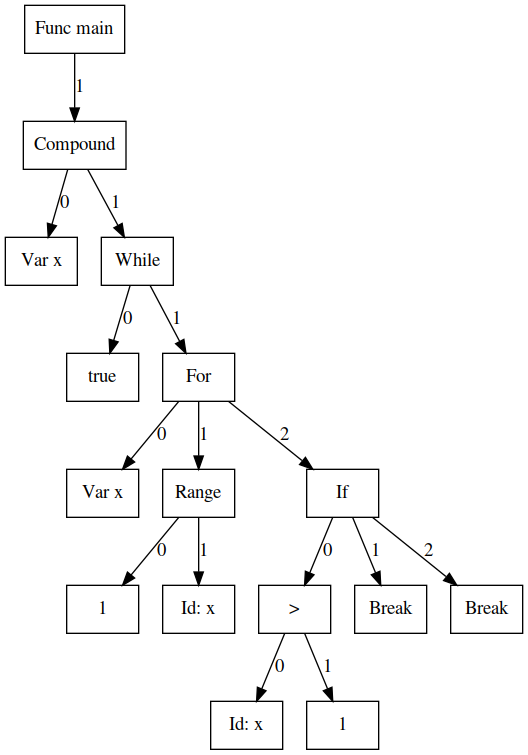 Func main
1
Compound
0
1
Var x
While
0
1
true
For
0
1
2
Var x
Range
If
0
1
0
1
2
1
Id: x
>
Break
Break
0
1
Id: x
1